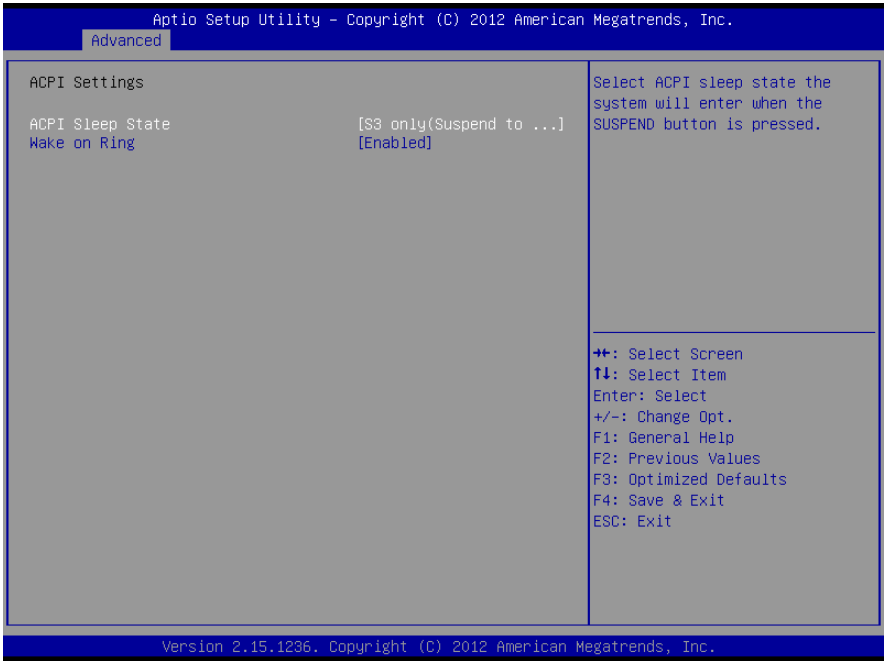 Aptio Setup Utility – Copyright (C) 2012 American Megatrends, Inc.
Advanced
ACPI Settings
ACPI Sleep State [S3 only(Suspend to ...]
Wake on Ring [Enabled]
Select ACPI sleep state the
system will enter when the
SUSPEND button is pressed.
→←: Select Screen
↑↓: Select Item
Enter: Select
+/-: Change Opt.
F1: General Help
F2: Previous Values
F3: Optimized Defaults
F4: Save & Exit
ESC: Exit
Version 2.15.1236. Copyright (C) 2012 American Megatrends, Inc.